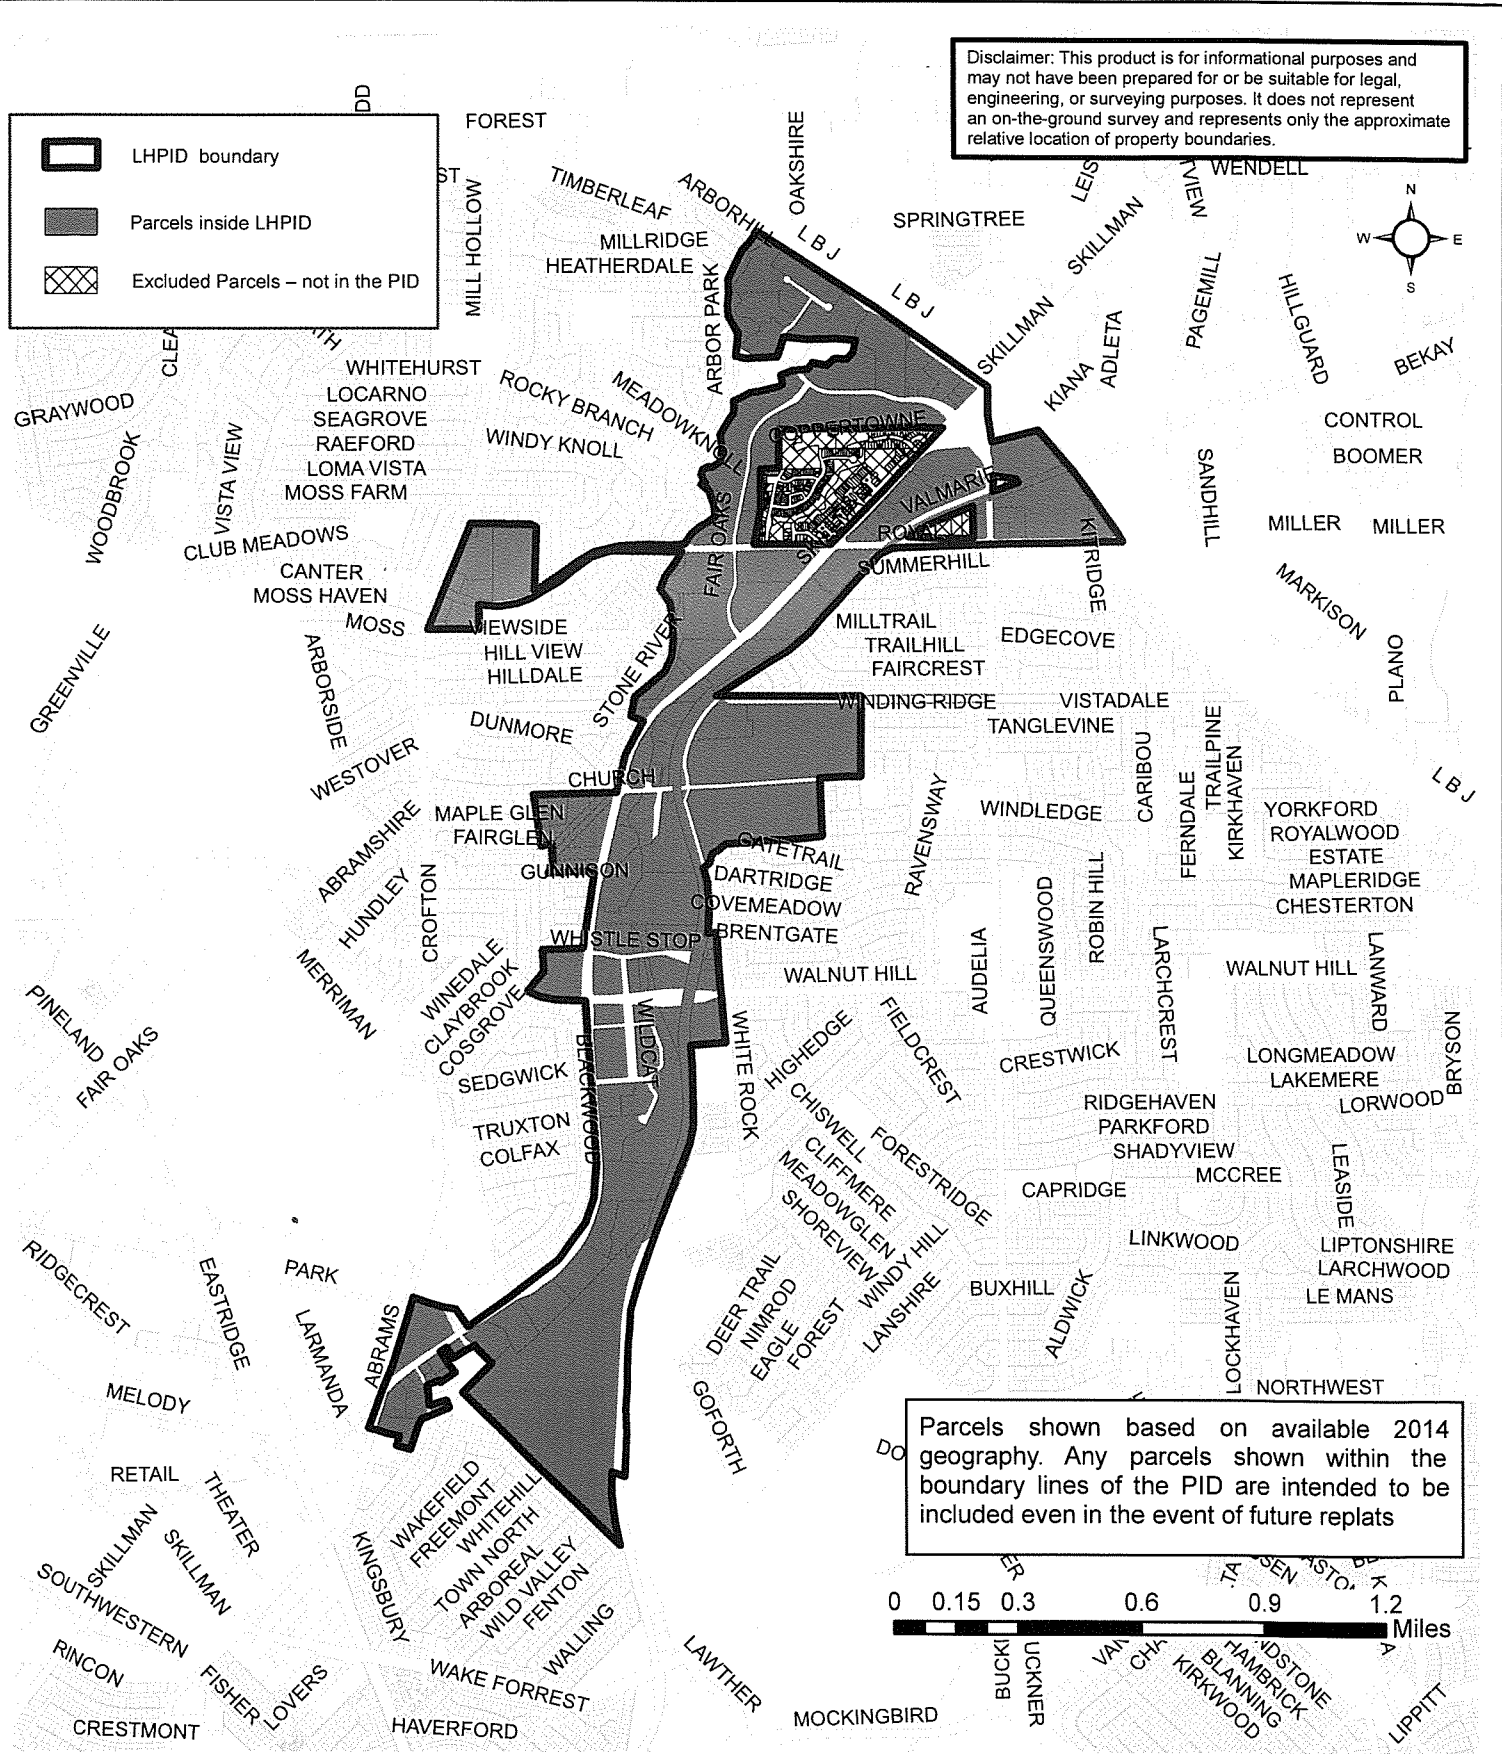 Disclaimer: This product is for informational purposes and
may not have been prepared for or be suitable for legal,
engineering, or surveying purposes. It does not represent
an on-the-ground survey and represents only the approximate
relative location of property boundaries.
LHPID boundary
Parcels inside LHPID
Excluded Parcels – not in the PID
N
W E
S
FOREST
OAKSHIRE
WENDELL
TIMBERLEAF
ARBORHILL
MILL HOLLOW
MILLRIDGE
HEATHERDALE
LBJ
SPRINGTREE
SKILLMAN
LBJ
ARBOR PARK
SKILLMAN
KIANA
ADLETA
PAGEMILL
HILLGUARD
BEKAY
WHITEHURST
LOCARNO
SEAGROVE
RAEFORD
LOMA VISTA
MOSS FARM
GRAYWOOD
WOODBROOK
VISTA VIEW
ROCKY BRANCH
MEADOWKNOLL
WINDY KNOLL
COPPERTOWNE
CONTROL
BOOMER
SANDHILL
VALMARIE
ROYAL
FAIR OAKS
MILLER
MILLER
CLUB MEADOWS
CANTER
MOSS HAVEN
MOSS
SUMMERHILL
KITRIDGE
MARKISON
PLANO
VIEWSIDE
HILL VIEW
HILLDALE
STONE RIVER
MILLTRAIL
TRAILHILL
FAIRCREST
EDGECOVE
GREENVILLE
ARBORSIDE
DUNMORE
WINDING RIDGE
VISTADALE
TANGLEVINE
WESTOVER
CHURCH
CARIBOU
TRAILPINE
KIRKHAVEN
FERNDALE
LBJ
MAPLE GLEN
FAIRGLEN
ABRAMSHIRE
RAVENSWAY
WINDLEDGE
YORKFORD
ROYALWOOD
ESTATE
MAPLERIDGE
CHESTERTON
GATETRAIL
DARTRIDGE
COVEMEADOW
BRENTGATE
GUNNISON
HUNDLEY
CROFTON
ROBIN HILL
QUEENSWOOD
AUDELIA
WHISTLE STOP
WALNUT HILL
LARCHCREST
WALNUT HILL
LANWARD
MERRIMAN
WINEDALE
CLAYBROOK
COSGROVE
PINELAND
FAIR OAKS
WILDCAT
BLACKWOOD
WHITE ROCK
HIGHEDGE
FIELDCREST
CRESTWICK
LONGMEADOW
LAKEMERE
LORWOOD
BRYSON
SEDGWICK
TRUXTON
COLFAX
CHISWELL
CLIFFMERE
MEADOWGLEN
SHOREVIEW
FORESTRIDGE
RIDGEHAVEN
PARKFORD
SHADYVIEW
MCCREE
CAPRIDGE
LEASIDE
LINKWOOD
LIPTONSHIRE
LARCHWOOD
LE MANS
RIDGECREST
EASTRIDGE
PARK
LARMANDA
ABRAMS
DEER TRAIL
NIMROD
EAGLE
FOREST
WINDY HILL
LANSHIRE
BUXHILL
ALDWICK
LOCKHAVEN
NORTHWEST
MELODY
GOFORTH
Parcels shown based on available 2014
geography. Any parcels shown within the
boundary lines of the PID are intended to be
included even in the event of future replats
RETAIL
THEATER
SKILLMAN
SKILLMAN
WAKEFIELD
FREEMONT
WHITEHILL
TOWN NORTH
ARBOREAL
WILD VALLEY
FENTON
WALLING
KINGSBURY
SOUTHWESTERN
RINCON
FISHER
LOVERS
CRESTMONT
WAKE FORREST
HAVERFORD
LAWTHER
MOCKINGBIRD
0 0.15 0.3 0.6 0.9 1.2
Miles
HAMBRICK
BLANNING
KIRKWOOD
LIPPITT